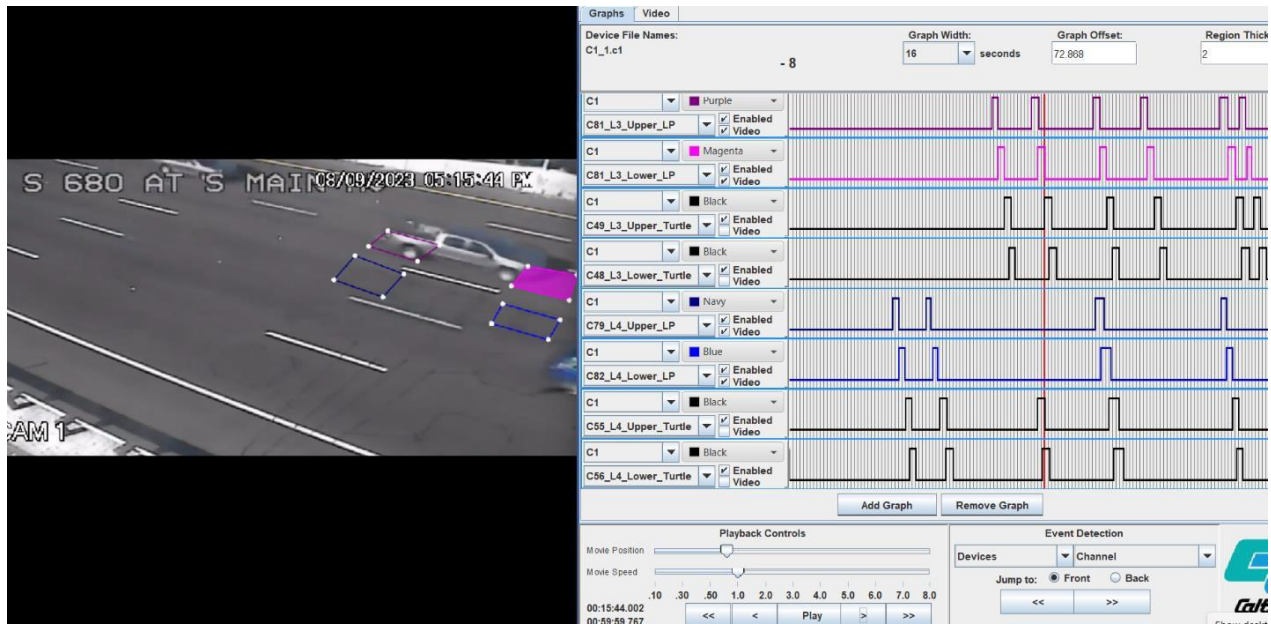 S 680 AT S MAIN 08/09/2023 05:15:44 PM
CAM 1
Graphs Video
Device File Names:
C1_1.c1
- 8
Graph Width:
16 seconds
Graph Offset:
72.868
Region Thick
2
C1 Purple
C81_L3_Upper_LP Enabled Video
C1 Magenta
C81_L3_Lower_LP Enabled Video
C1 Black
C49_L3_Upper_Turtle Enabled Video
C1 Black
C48_L3_Lower_Turtle Enabled Video
C1 Navy
C79_L4_Upper_LP Enabled Video
C1 Blue
C82_L4_Lower_LP Enabled Video
C1 Black
C55_L4_Upper_Turtle Enabled Video
C1 Black
C56_L4_Lower_Turtle Enabled Video
Add Graph Remove Graph
Playback Controls
Movie Position
Movie Speed
.10 .30 .50 1.0 2.0 3.0 4.0 5.0 6.0 7.0 8.0
00:15:44.002
00:59:59.767
<< < Play > >>
Event Detection
Devices Channel
Jump to: Front Back
<< >>
Calt